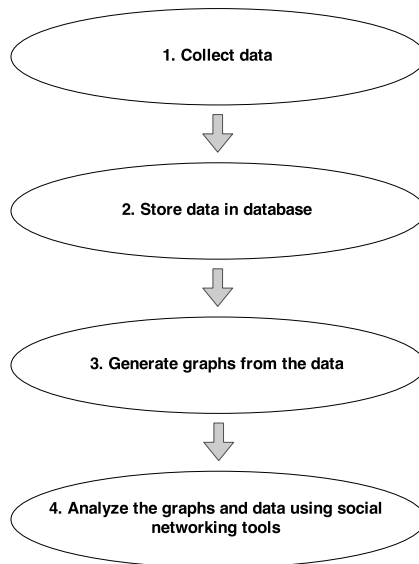 1. Collect data
2. Store data in database
3. Generate graphs from the data
4. Analyze the graphs and data using social
networking tools